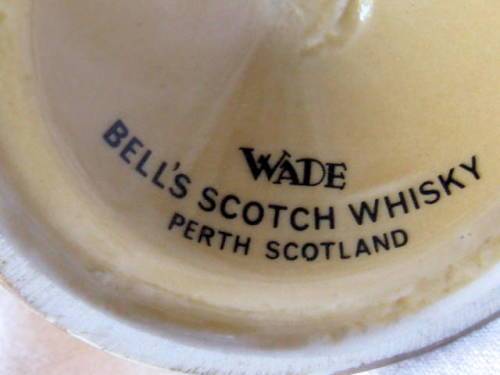 WADE
BELL'S SCOTCH WHISKY
PERTH SCOTLAND